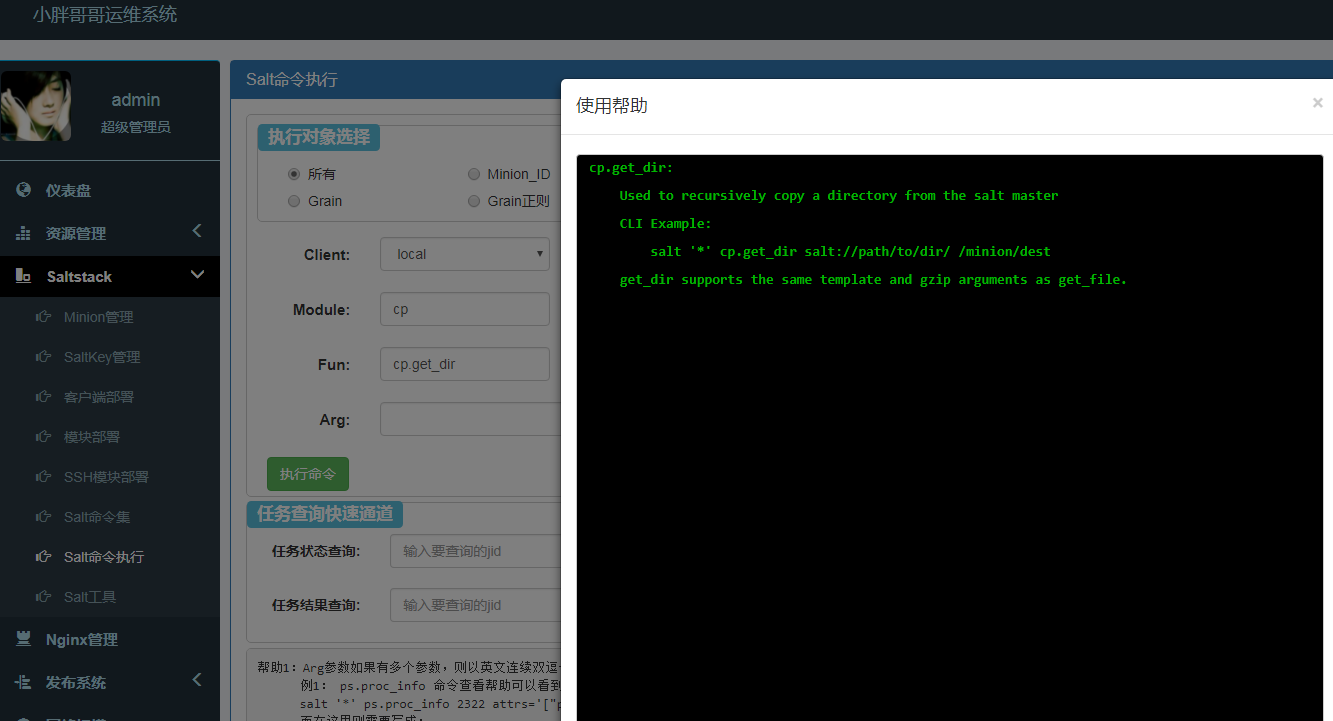 小胖哥哥运维系统
admin
超级管理员
仪表盘
资源管理
Saltstack
Minion管理
SaltKey管理
客户端部署
模块部署
SSH模块部署
Salt命令集
Salt命令执行
Salt工具
Nginx管理
发布系统
Salt命令执行
执行对象选择
所有
Minion_ID
Grain
Grain正则
Client: local
Module: cp
Fun: cp.get_dir
Arg:
执行命令
任务查询快速通道
任务状态查询: 输入要查询的jid
任务结果查询: 输入要查询的jid
帮助1: Arg参数如果有多个参数，则以英文连续双逗
例1: ps.proc_info 命令查看帮助可以看到
salt '*' ps.proc_info 2322 attrs='["p
而在这里则需要写成:
使用帮助
×
cp.get_dir:
Used to recursively copy a directory from the salt master
CLI Example:
salt '*' cp.get_dir salt://path/to/dir/ /minion/dest
get_dir supports the same template and gzip arguments as get_file.